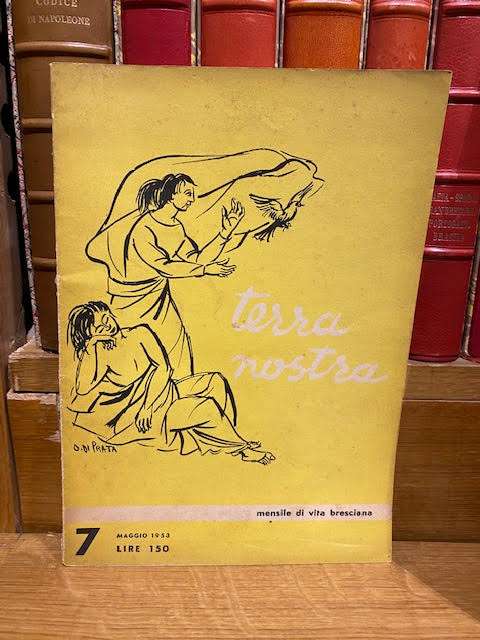 CODICE
DI NAPOLEONE
terra
nostra
O. DI PRATA
mensile di vita bresciana
7
MAGGIO 1953
LIRE 150